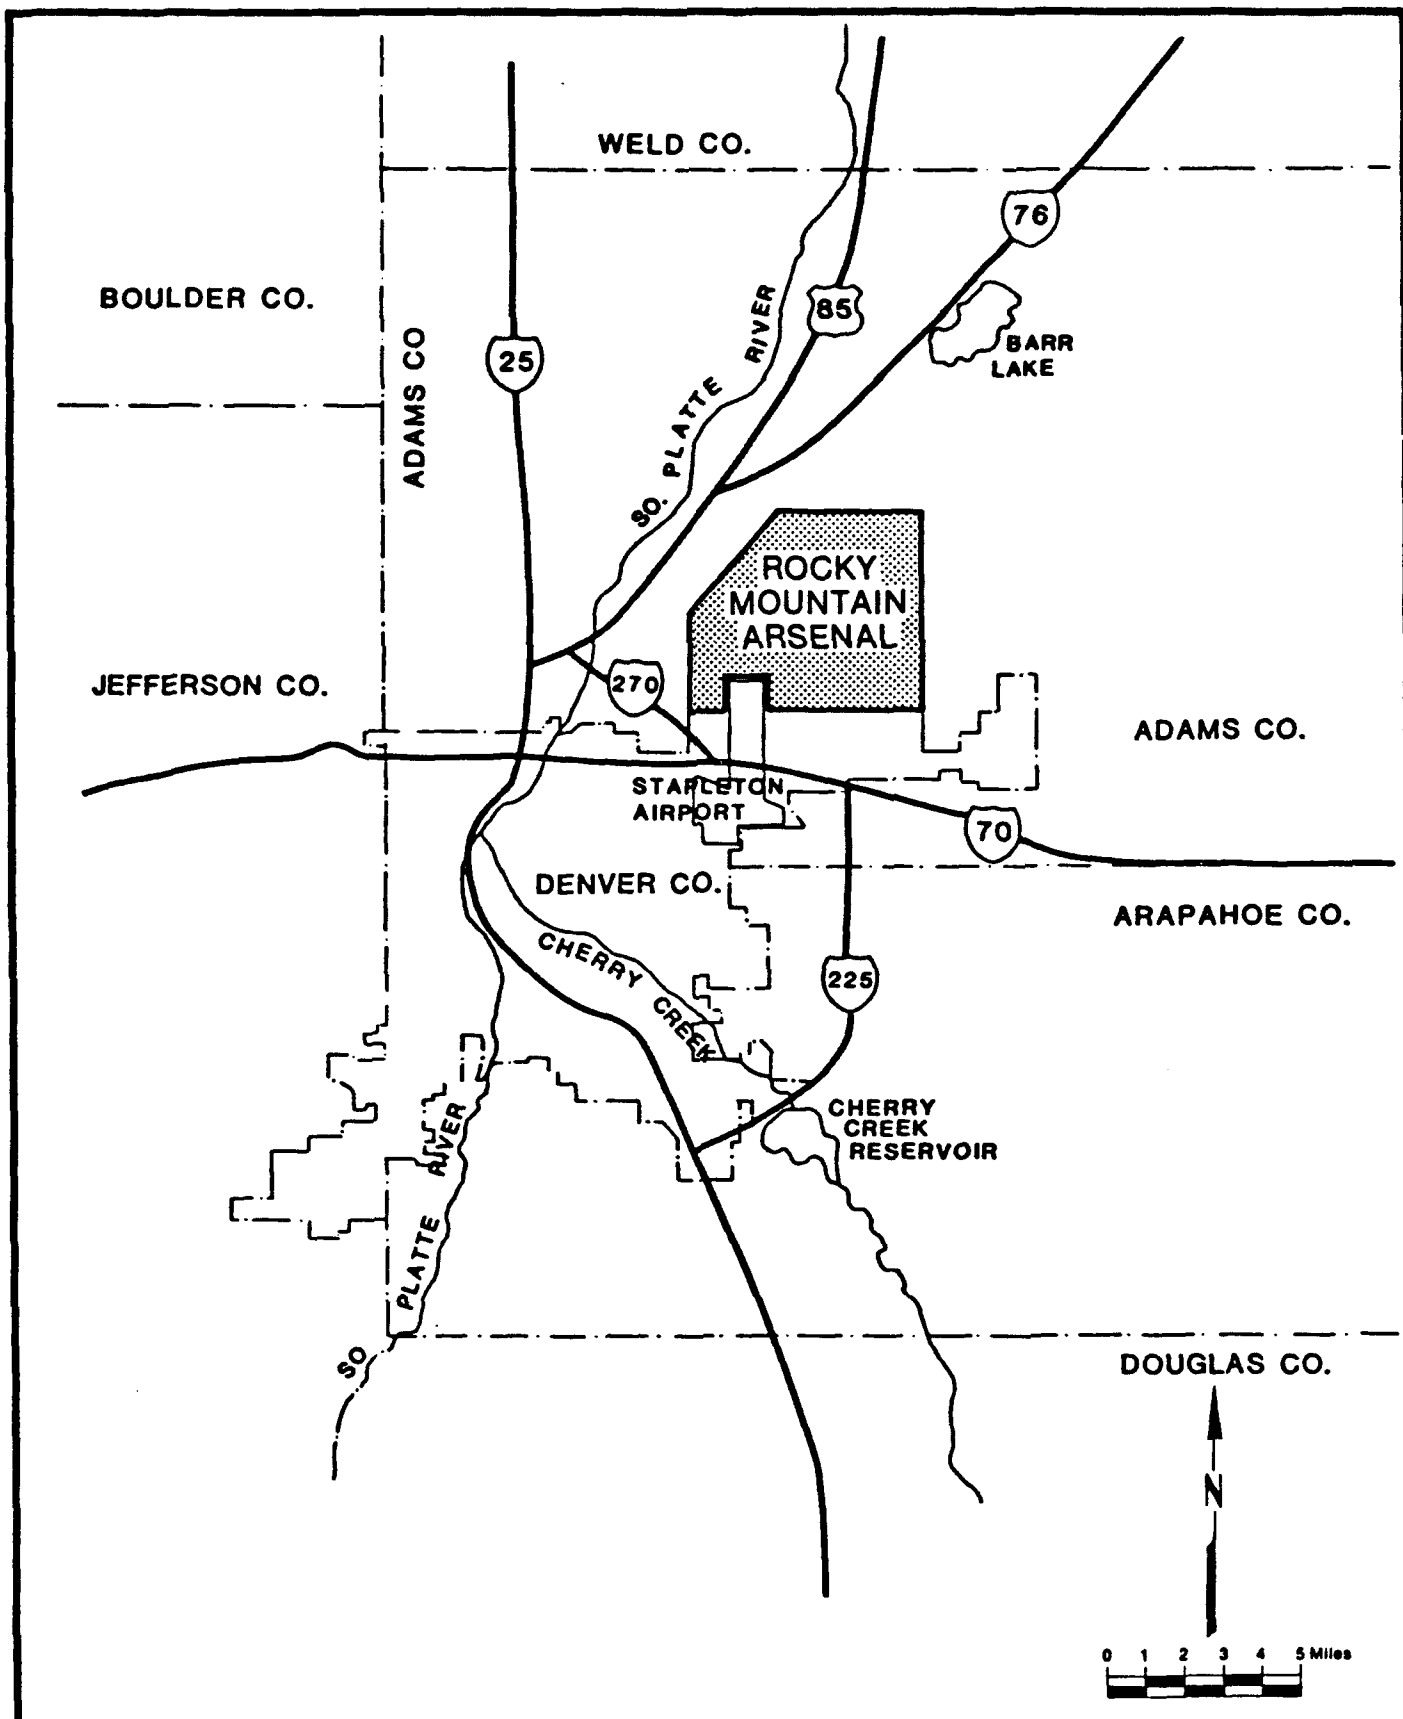 WELD CO.
76
BOULDER CO.
85
SO. PLATTE RIVER
BARR
LAKE
ADAMS CO
25
ROCKY
MOUNTAIN
ARSENAL
JEFFERSON CO.
270
ADAMS CO.
STAPLETON
AIRPORT
70
DENVER CO.
ARAPAHOE CO.
CHERRY CREEK
225
CHERRY
CREEK
RESERVOIR
SO PLATTE RIVER
DOUGLAS CO.
N
0 1 2 3 4 5 Miles